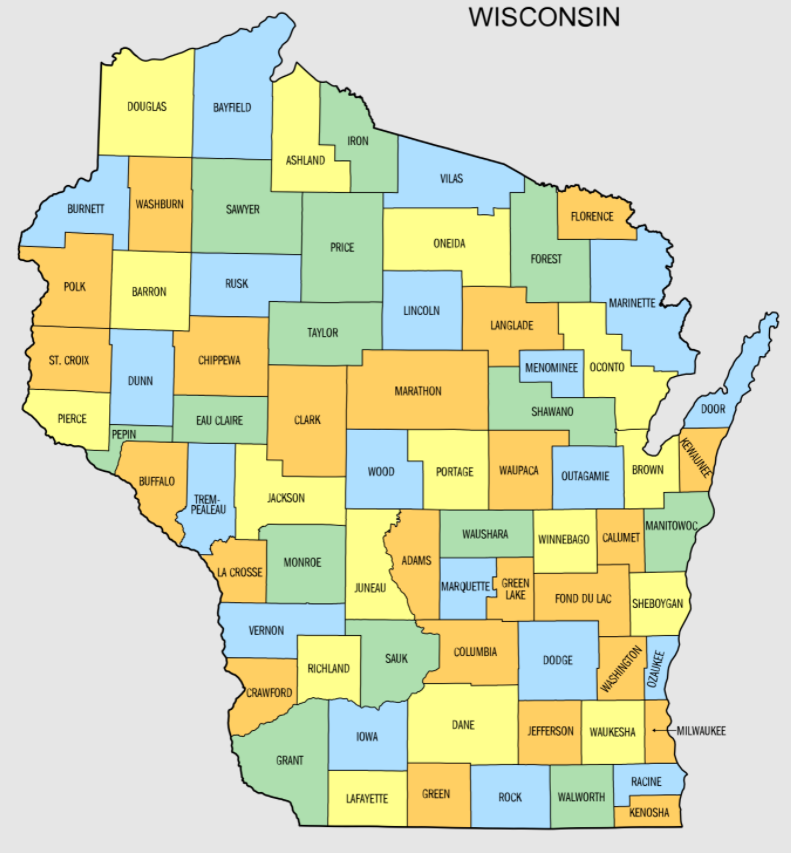 WISCONSIN
DOUGLAS
BAYFIELD
IRON
ASHLAND
VILAS
BURNETT
WASHBURN
SAWYER
FLORENCE
PRICE
ONEIDA
FOREST
POLK
BARRON
RUSK
MARINETTE
LINCOLN
LANGLADE
TAYLOR
ST. CROIX
CHIPPEWA
DUNN
MENOMINEE
OCONTO
MARATHON
DOOR
PIERCE
EAU CLAIRE
CLARK
SHAWANO
PEPIN
KEWAUNEE
BUFFALO
WOOD
PORTAGE
WAUPACA
OUTAGAMIE
BROWN
TREM-
PEALEAU
JACKSON
MANITOWOC
WAUSHARA
WINNEBAGO
CALUMET
LA CROSSE
MONROE
ADAMS
JUNEAU
MARQUETTE
GREEN
LAKE
FOND DU LAC
SHEBOYGAN
VERNON
RICHLAND
SAUK
COLUMBIA
DODGE
WASHINGTON
OZAUKEE
CRAWFORD
DANE
JEFFERSON
WAUKESHA
MILWAUKEE
IOWA
GRANT
LAFAYETTE
GREEN
ROCK
WALWORTH
RACINE
KENOSHA